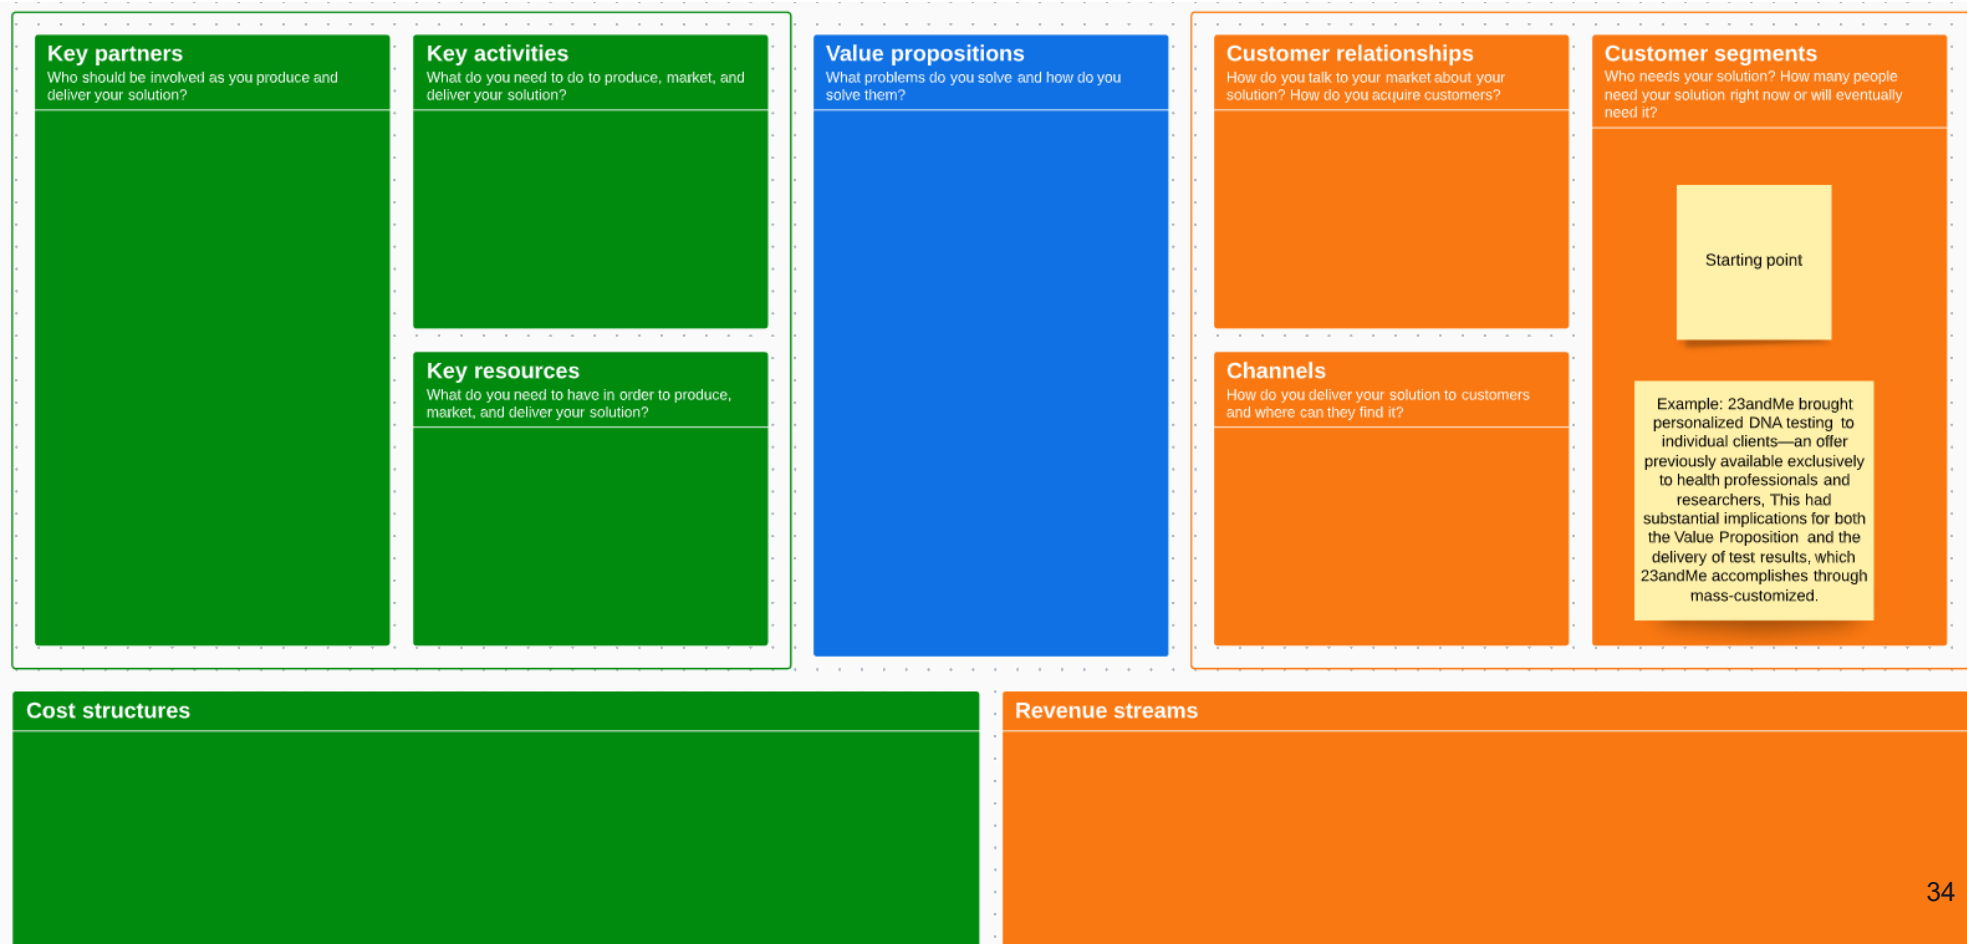 Key partners
Who should be involved as you produce and
deliver your solution?
Key activities
What do you need to do to produce, market, and
deliver your solution?
Key resources
What do you need to have in order to produce,
market, and deliver your solution?
Value propositions
What problems do you solve and how do you
solve them?
Customer relationships
How do you talk to your market about your
solution? How do you acquire customers?
Channels
How do you deliver your solution to customers
and where can they find it?
Customer segments
Who needs your solution? How many people
need your solution right now or will eventually
need it?
Starting point
Example: 23andMe brought
personalized DNA testing to
individual clients—an offer
previously available exclusively
to health professionals and
researchers, This had
substantial implications for both
the Value Proposition and the
delivery of test results, which
23andMe accomplishes through
mass-customized.
Cost structures
Revenue streams
34